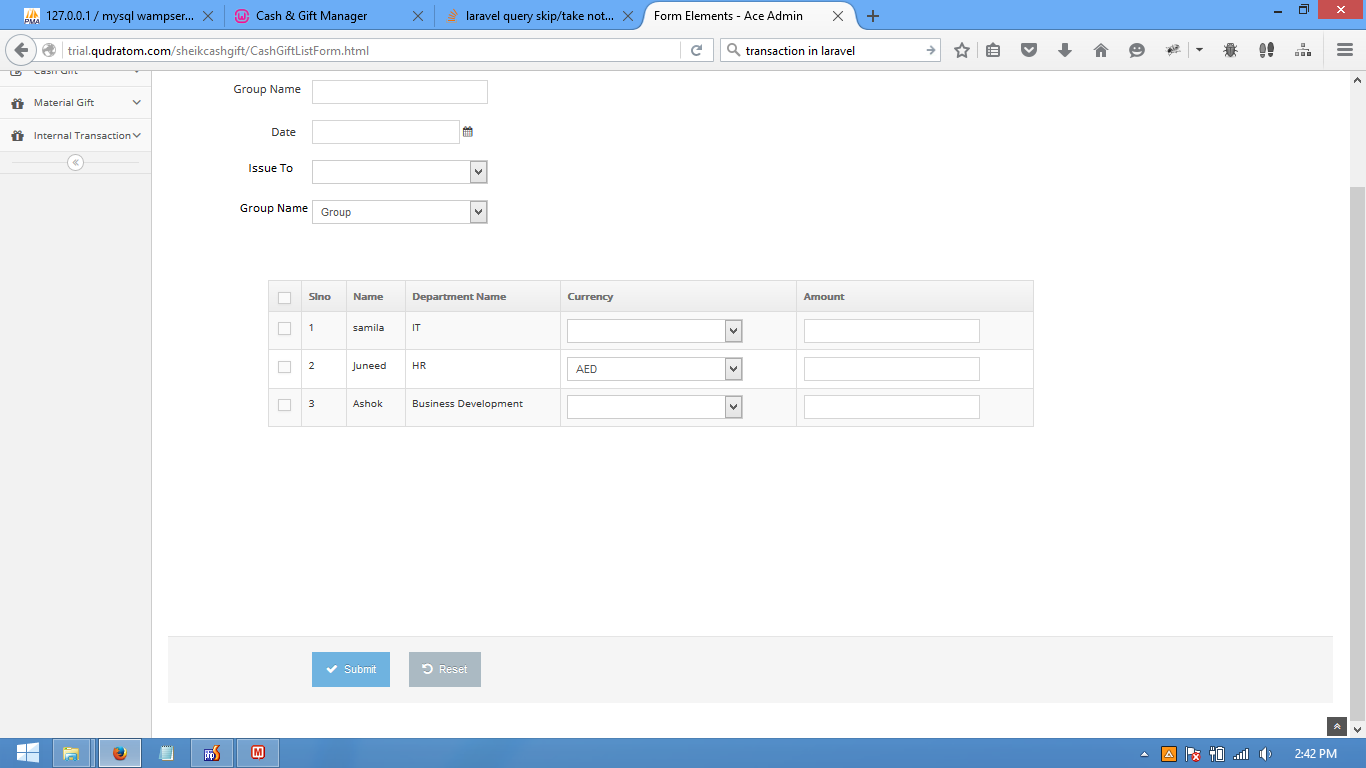 127.0.0.1 / mysql wampser...
Cash & Gift Manager
laravel query skip/take not...
Form Elements - Ace Admin
trial.qudratom.com/sheikcashgift/CashGiftListForm.html
transaction in laravel
Cash Gift
Material Gift
Internal Transaction
Group Name
Date
Issue To
Group Name Group
Slno Name Department Name Currency Amount
1 samila IT
2 Juneed HR AED
3 Ashok Business Development
Submit Reset
2:42 PM